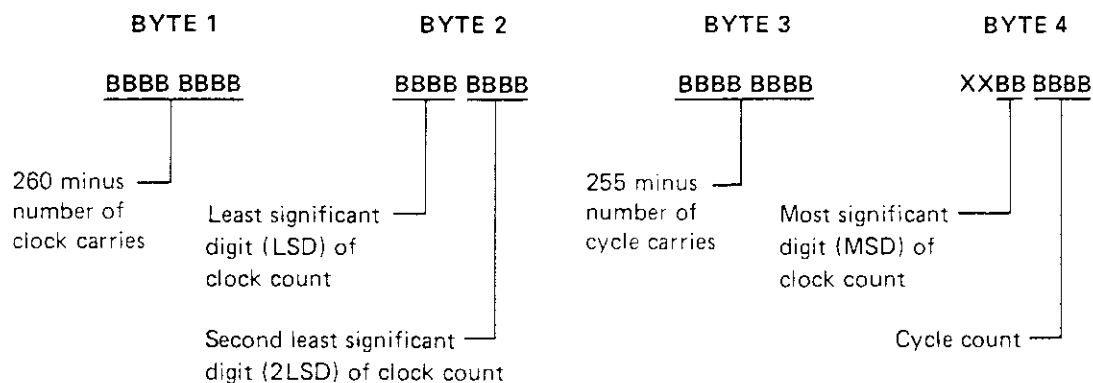 BYTE 1 BYTE 2 BYTE 3 BYTE 4
BBBB BBBB BBBB BBBB BBBB BBBB XXBB BBBB
260 minus
number of
clock carries
Least significant
digit (LSD) of
clock count
Second least significant
digit (2LSD) of clock count
255 minus
number of
cycle carries
Most significant
digit (MSD) of
clock count
Cycle count